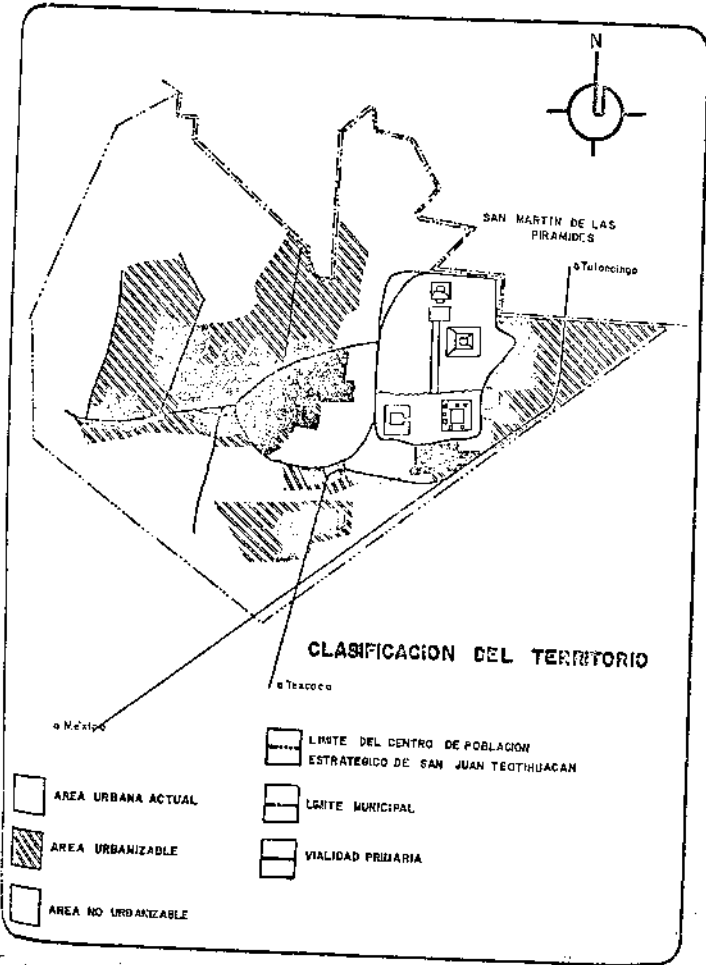 N
SAN MARTIN DE LAS
PIRAMIDES
a Tulancingo
CLASIFICACION DEL TERRITORIO
a Texcoco
a México
LIMITE DEL CENTRO DE POBLACION
ESTRATEGICO DE SAN JUAN TEOTIHUACAN
AREA URBANA ACTUAL
LIMITE MUNICIPAL
AREA URBANIZABLE
VIALIDAD PRIMARIA
AREA NO URBANIZABLE